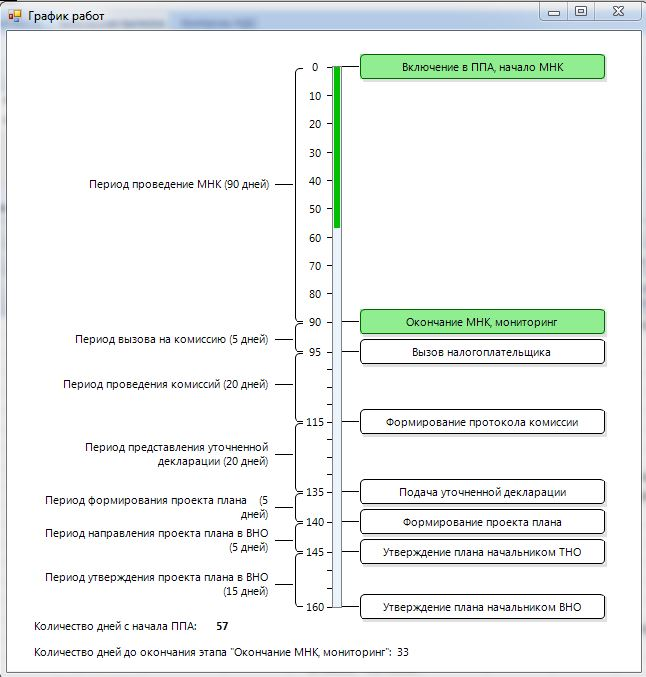 График работ
0
Включение в ППА, начало МНК
10
20
30
40
Период проведение МНК (90 дней)
50
60
70
80
90
Окончание МНК, мониторинг
Период вызова на комиссию (5 дней)
95
Вызов налогоплательщика
Период проведения комиссий (20 дней)
115
Формирование протокола комиссии
Период представления уточненной
декларации (20 дней)
135
Подача уточненной декларации
Период формирования проекта плана (5
дней)
140
Формирование проекта плана
Период направления проекта плана в ВНО
(5 дней)
145
Утверждение плана начальником ТНО
Период утверждения проекта плана в ВНО
(15 дней)
160
Утверждение плана начальником ВНО
Количество дней с начала ППА: 57
Количество дней до окончания этапа "Окончание МНК, мониторинг": 33